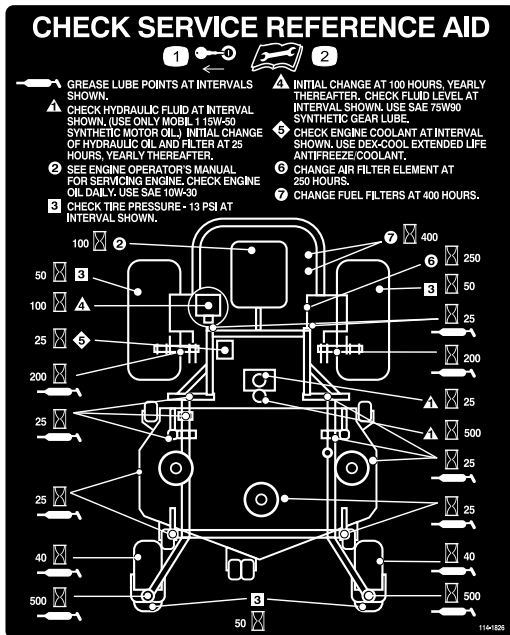 CHECK SERVICE REFERENCE AID
1
2
GREASE LUBE POINTS AT INTERVALS
SHOWN.
1 CHECK HYDRAULIC FLUID AT INTERVAL
SHOWN. (USE ONLY MOBIL 1 15W-50
SYNTHETIC MOTOR OIL.) INITIAL CHANGE
OF HYDRAULIC OIL AND FILTER AT 25
HOURS, YEARLY THEREAFTER.
2 SEE ENGINE OPERATOR'S MANUAL
FOR SERVICING ENGINE. CHECK ENGINE
OIL DAILY. USE SAE 10W-30
3 CHECK TIRE PRESSURE - 13 PSI AT
INTERVAL SHOWN.
4 INITIAL CHANGE AT 100 HOURS, YEARLY
THEREAFTER. CHECK FLUID LEVEL AT
INTERVAL SHOWN. USE SAE 75W90
SYNTHETIC GEAR LUBE.
5 CHECK ENGINE COOLANT AT INTERVAL
SHOWN. USE DEX-COOL EXTENDED LIFE
ANTIFREEZE/COOLANT.
6 CHANGE AIR FILTER ELEMENT AT
250 HOURS.
7 CHANGE FUEL FILTERS AT 400 HOURS.
100 2
7 400
6 250
50 3
3 50
100 4
4
25
25 5
5
200
200
1 25
25
1 500
25
25
25
40
40
500
500
3
50
114-1826